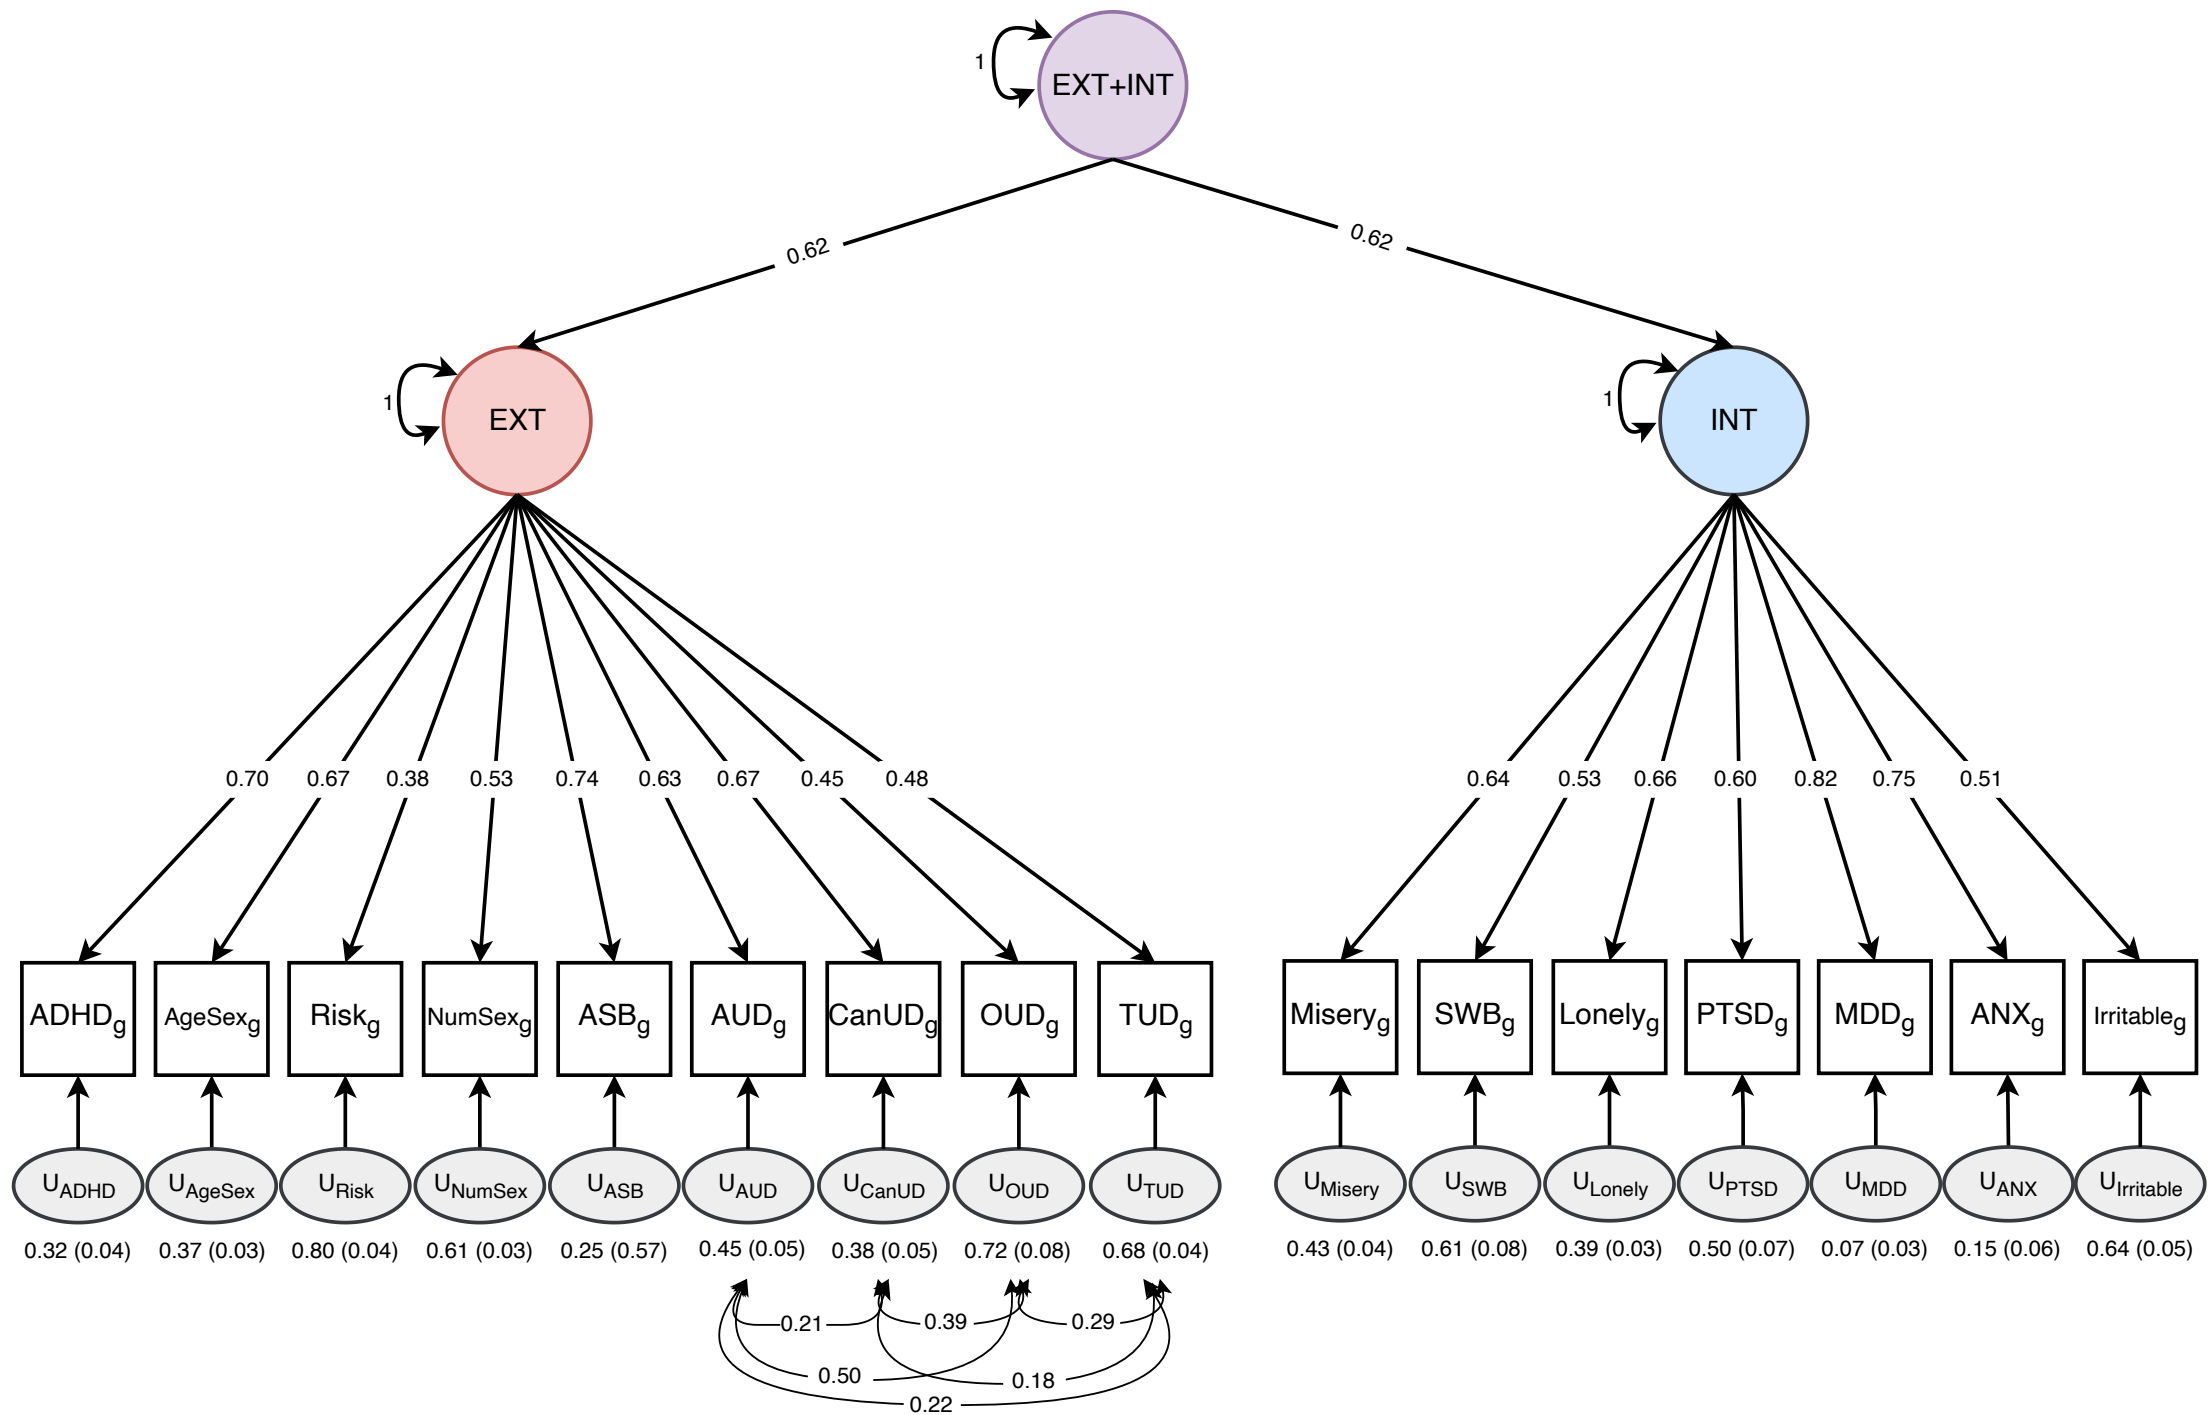 1
EXT+INT
0.62
0.62
1
EXT
1
INT
0.70 0.67 0.38 0.53 0.74 0.63 0.67 0.45 0.48
0.64 0.53 0.66 0.60 0.82 0.75 0.51
ADHDg AgeSexg Riskg NumSexg ASBg AUDg CanUDg OUDg TUDg
Miseryg SWBg Lonelyg PTSDg MDDg ANXg Irritableg
UADHD UAgeSex URisk UNumSex UASB UAUD UCanUD UOUD UTUD
UMisery USWB ULonely UPTSD UMDD UANX UIrritable
0.32 (0.04) 0.37 (0.03) 0.80 (0.04) 0.61 (0.03) 0.25 (0.57) 0.45 (0.05) 0.38 (0.05) 0.72 (0.08) 0.68 (0.04)
0.43 (0.04) 0.61 (0.08) 0.39 (0.03) 0.50 (0.07) 0.07 (0.03) 0.15 (0.06) 0.64 (0.05)
0.21 0.39 0.29
0.50
0.18
0.22